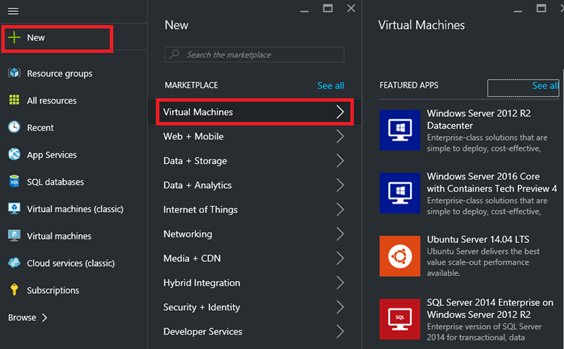 New
Resource groups
All resources
Recent
App Services
SQL databases
Virtual machines (classic)
Virtual machines
Cloud services (classic)
Subscriptions
Browse
New
Search the marketplace
MARKETPLACE See all
Virtual Machines
Web + Mobile
Data + Storage
Data + Analytics
Internet of Things
Networking
Media + CDN
Hybrid Integration
Security + Identity
Developer Services
Virtual Machines
FEATURED APPS See all
Windows Server 2012 R2
Datacenter
Enterprise-class solutions that are
simple to deploy, cost-effective,
Windows Server 2016 Core
with Containers Tech Preview 4
Enterprise-class solutions that are
simple to deploy, cost-effective,
Ubuntu Server 14.04 LTS
Ubuntu Server delivers the best
value scale-out performance
available.
SQL
SQL Server 2014 Enterprise on
Windows Server 2012 R2
Enterprise version of SQL Server
2014 for transactional, data